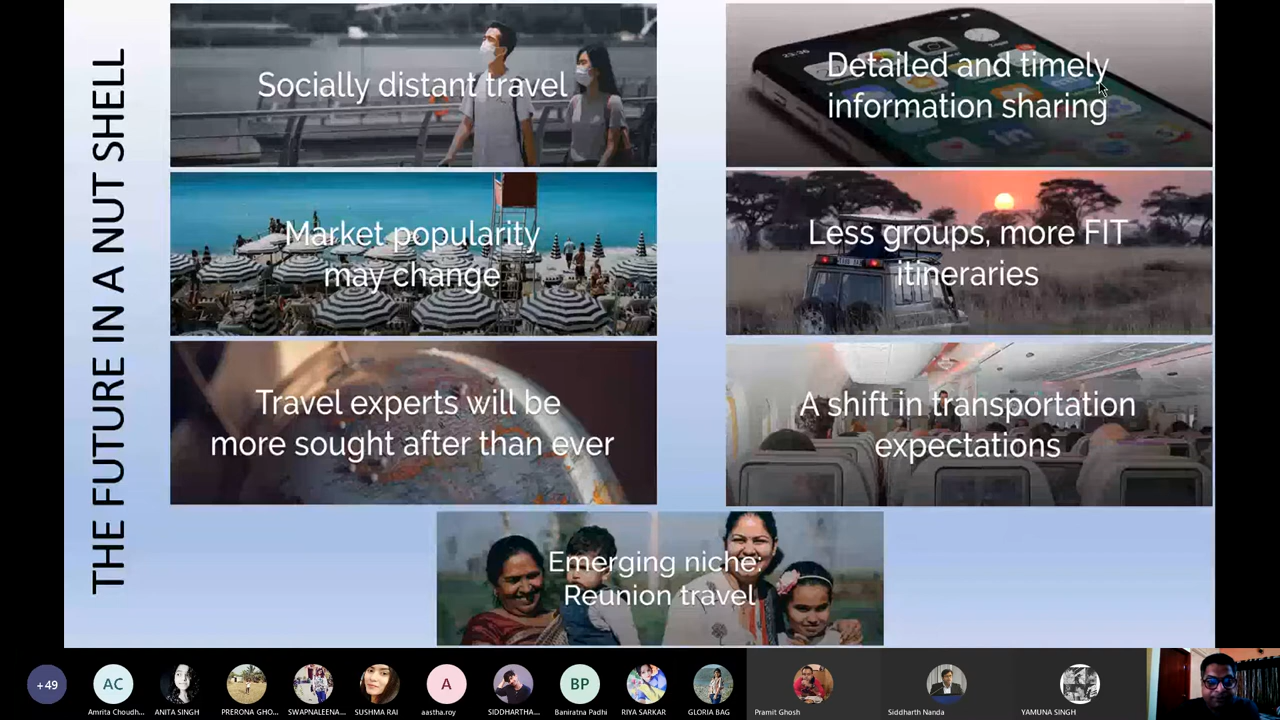 THE FUTURE IN A NUT SHELL
Socially distant travel
Detailed and timely
information sharing
Market popularity
may change
Less groups, more FIT
itineraries
Travel experts will be
more sought after than ever
A shift in transportation
expectations
Emerging niche:
Reunion travel
+49
AC
A
BP
Amrita Choudh...
ANITA SINGH
PRERONA GHO...
SWAPNALEENA...
SUSHMA RAI
aastha.roy
SIDDHARTHA...
Baniratna Padhi
RIYA SARKAR
GLORIA BAG
Pramit Ghosh
Siddharth Nanda
YAMUNA SINGH